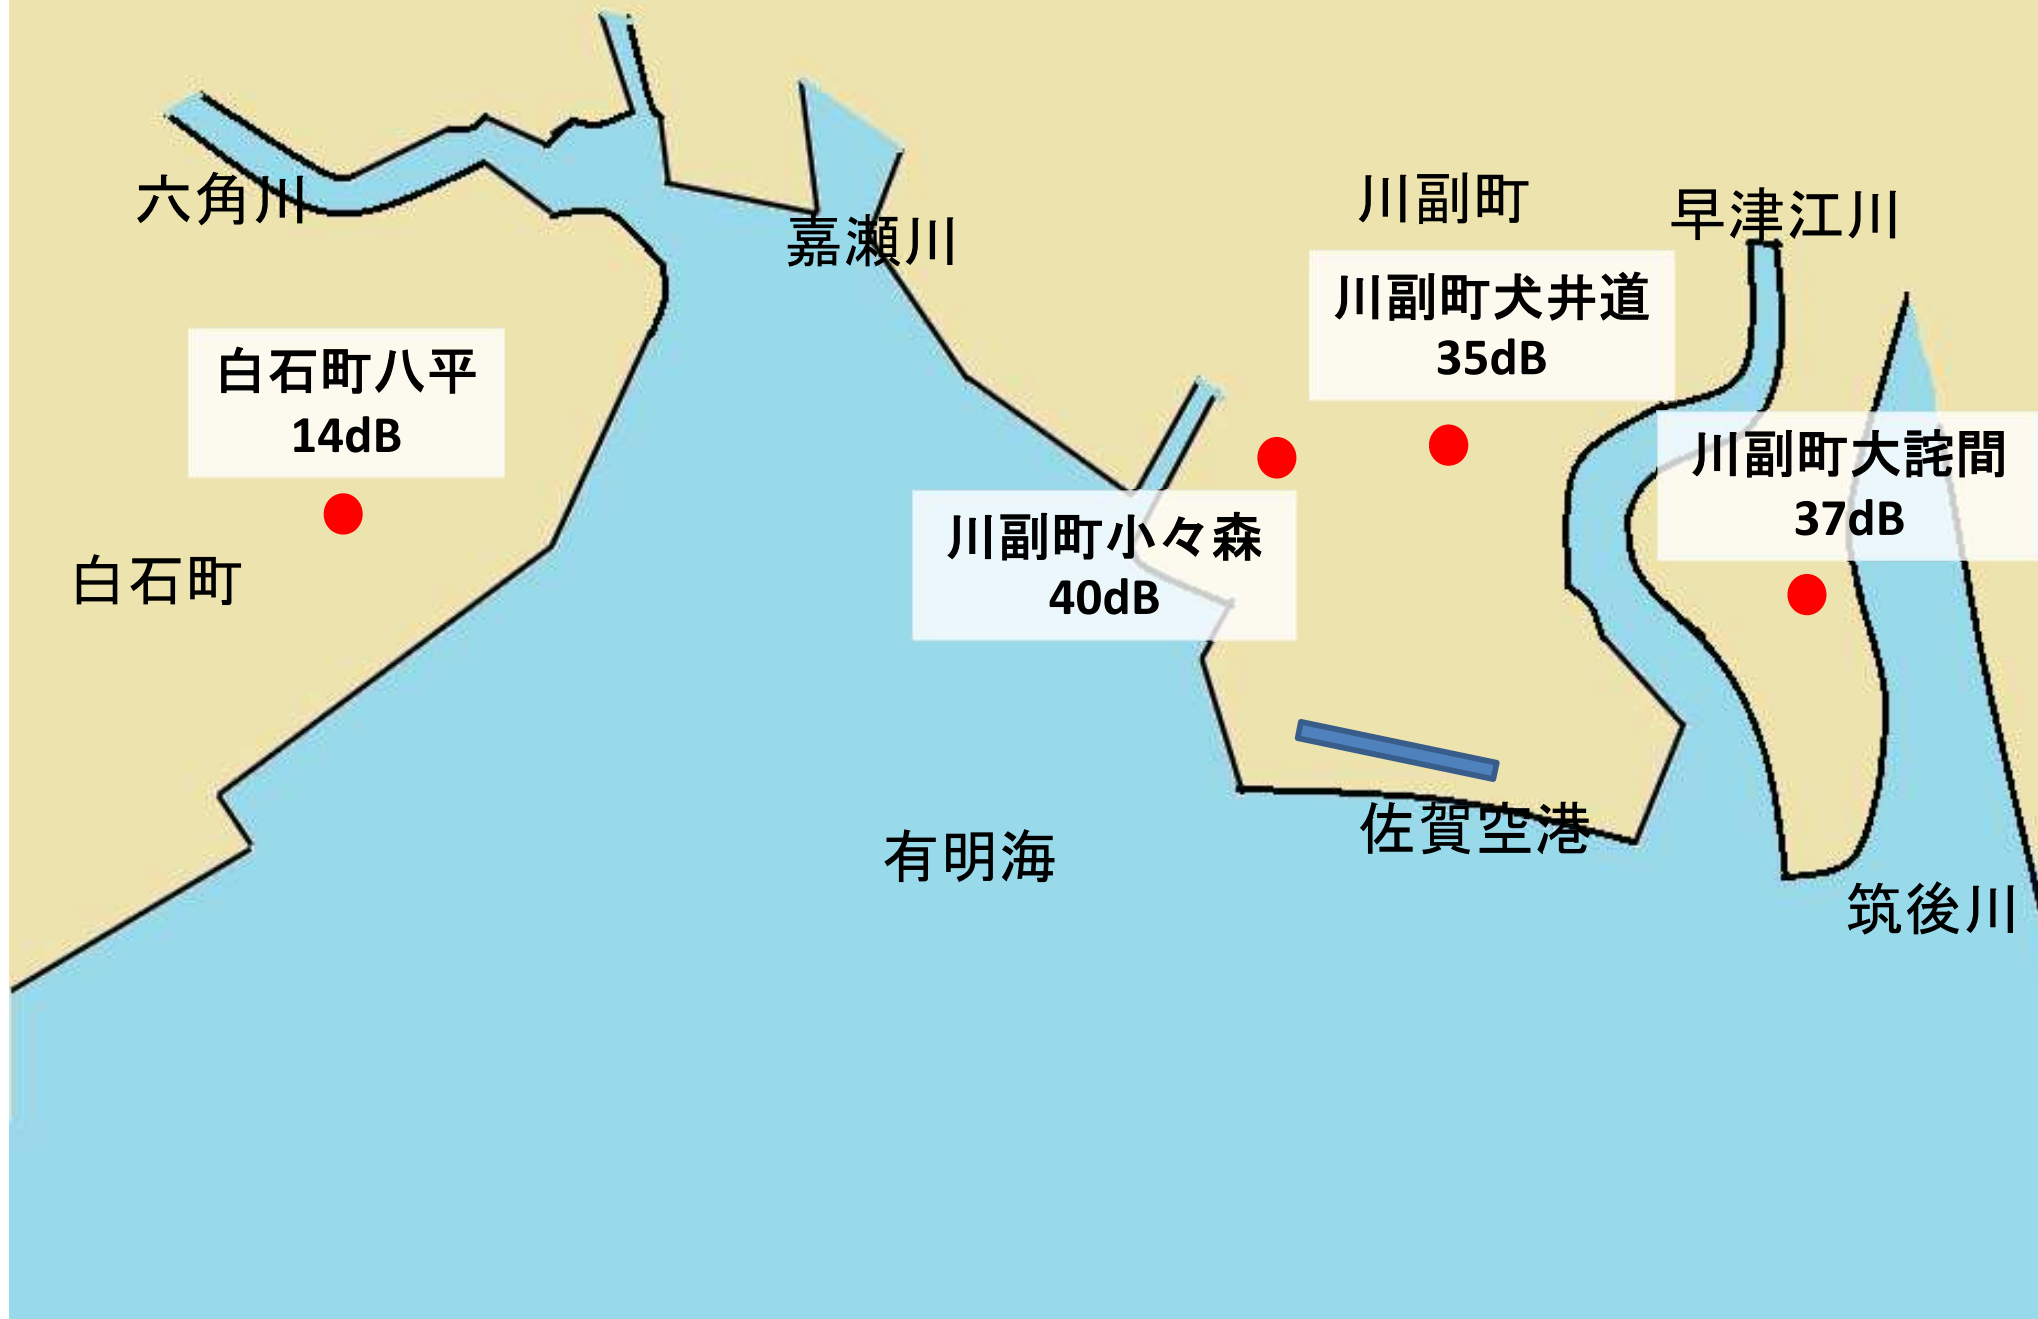 六角川
嘉瀬川
川副町
早津江川
川副町犬井道
35dB
白石町八平
14dB
川副町大詫間
37dB
川副町小々森
40dB
白石町
佐賀空港
有明海
筑後川